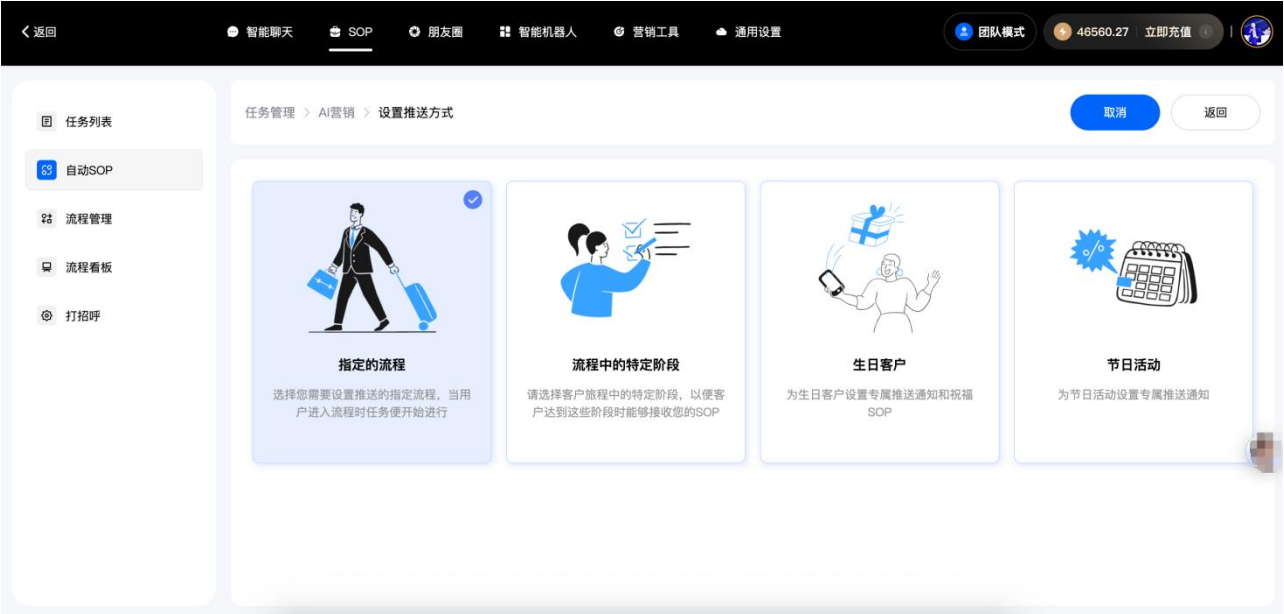 返回
智能聊天
SOP
朋友圈
智能机器人
营销工具
通用设置
团队模式
46560.27
立即充值
任务列表
自动SOP
流程管理
流程看板
打招呼
任务管理 > AI营销 > 设置推送方式
取消
返回
指定的流程
选择您需要设置推送的指定流程，当用
户进入流程时任务便开始进行
流程中的特定阶段
请选择客户旅程中的特定阶段，以便客
户达到这些阶段时能够接收您的SOP
生日客户
为生日客户设置专属推送通知和祝福
SOP
节日活动
为节日活动设置专属推送通知